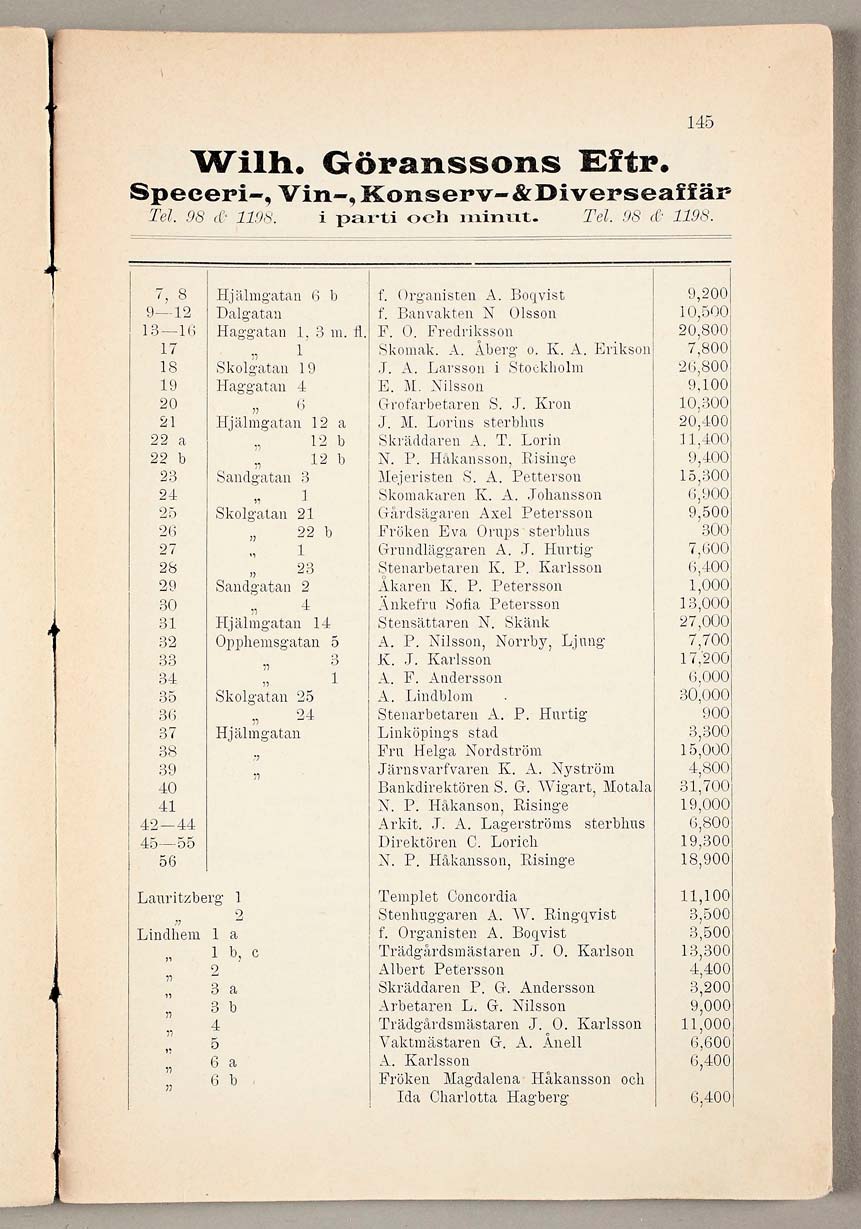 145
Wilh. Göranssons Eftr.
Speceri-, Vin-, Konserv- & Diverseaffär
Tel. 98 & 1198. i parti och minut. Tel. 98 & 1198.
7, 8 Hjälmgatan 6 b f. Organisten A. Boqvist 9,200
9—12 Dalgatan f. Banvakten N Olsson 10,500
13—16 Haggatan 1, 3 m. fl. F. O. Fredriksson 20,800
17 „ 1 Skomak. A. Åberg o. K. A. Erikson 7,800
18 Skolgatan 19 J. A. Larsson i Stockholm 26,800
19 Haggatan 4 E. M. Nilsson 9,100
20 „ 6 Grofarbetaren S. J. Kron 10,300
21 Hjälmgatan 12 a J. M. Lorins sterbhus 20,400
22 a „ 12 b Skräddaren A. T. Lorin 11,400
22 b „ 12 b N. P. Håkansson, Risinge 9,400
23 Sandgatan 3 Mejeristen S. A. Petterson 15,300
24 „ 1 Skomakaren K. A. Johansson 6,900
25 Skolgatan 21 Gårdsägaren Axel Petersson 9,500
26 „ 22 b Fröken Eva Orups sterbhus 300
27 „ 1 Grundläggaren A. J. Hurtig 7,600
28 „ 23 Stenarbetaren K. P. Karlsson 6,400
29 Sandgatan 2 Åkaren K. P. Petersson 1,000
30 „ 4 Änkefru Sofia Petersson 13,000
31 Hjälmgatan 14 Stensättaren N. Skänk 27,000
32 Opphemsgatan 5 A. P. Nilsson, Norrby, Ljung 7,700
33 „ 3 K. J. Karlsson 17,200
34 „ 1 A. F. Andersson 6,000
35 Skolgatan 25 A. Lindblom 30,000
36 „ 24 Stenarbetaren A. P. Hurtig 900
37 Hjälmgatan Linköpings stad 3,300
38 „ Fru Helga Nordström 15,000
39 „ Järnsvarfvaren K. A. Nyström 4,800
40 Bankdirektören S. G. Wigart, Motala 31,700
41 N. P. Håkanson, Risinge 19,000
42—44 Arkit. J. A. Lagerströms sterbhus 6,800
45—55 Direktören C. Lorich 19,300
56 N. P. Håkansson, Risinge 18,900
Lauritzberg 1 Templet Concordia 11,100
„ 2 Stenhuggaren A. W. Ringqvist 3,500
Lindhem 1 a f. Organisten A. Boqvist 3,500
„ 1 b, c Trädgårdsmästaren J. O. Karlson 13,300
„ 2 Albert Petersson 4,400
„ 3 a Skräddaren P. G. Andersson 3,200
„ 3 b Arbetaren L. G. Nilsson 9,000
„ 4 Trädgårdsmästaren J. O. Karlsson 11,000
„ 5 Vaktmästaren G. A. Ånell 6,600
„ 6 a A. Karlsson 6,400
„ 6 b Fröken Magdalena Håkansson och
Ida Charlotta Hagberg 6,400